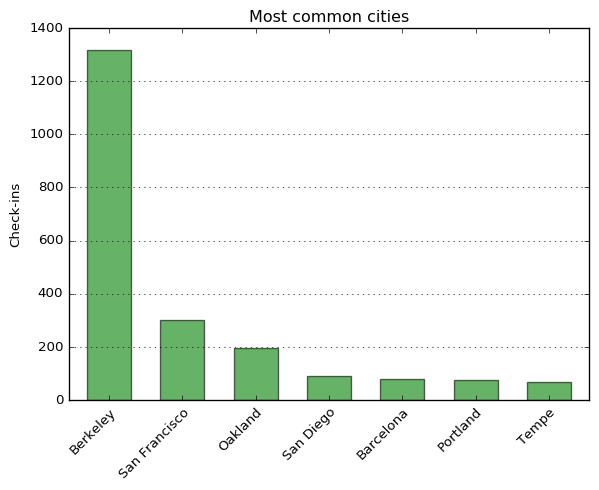 Most common cities
1400
1200
1000
800
600
400
200
0
Check-ins
Berkeley
San Francisco
Oakland
San Diego
Barcelona
Portland
Tempe